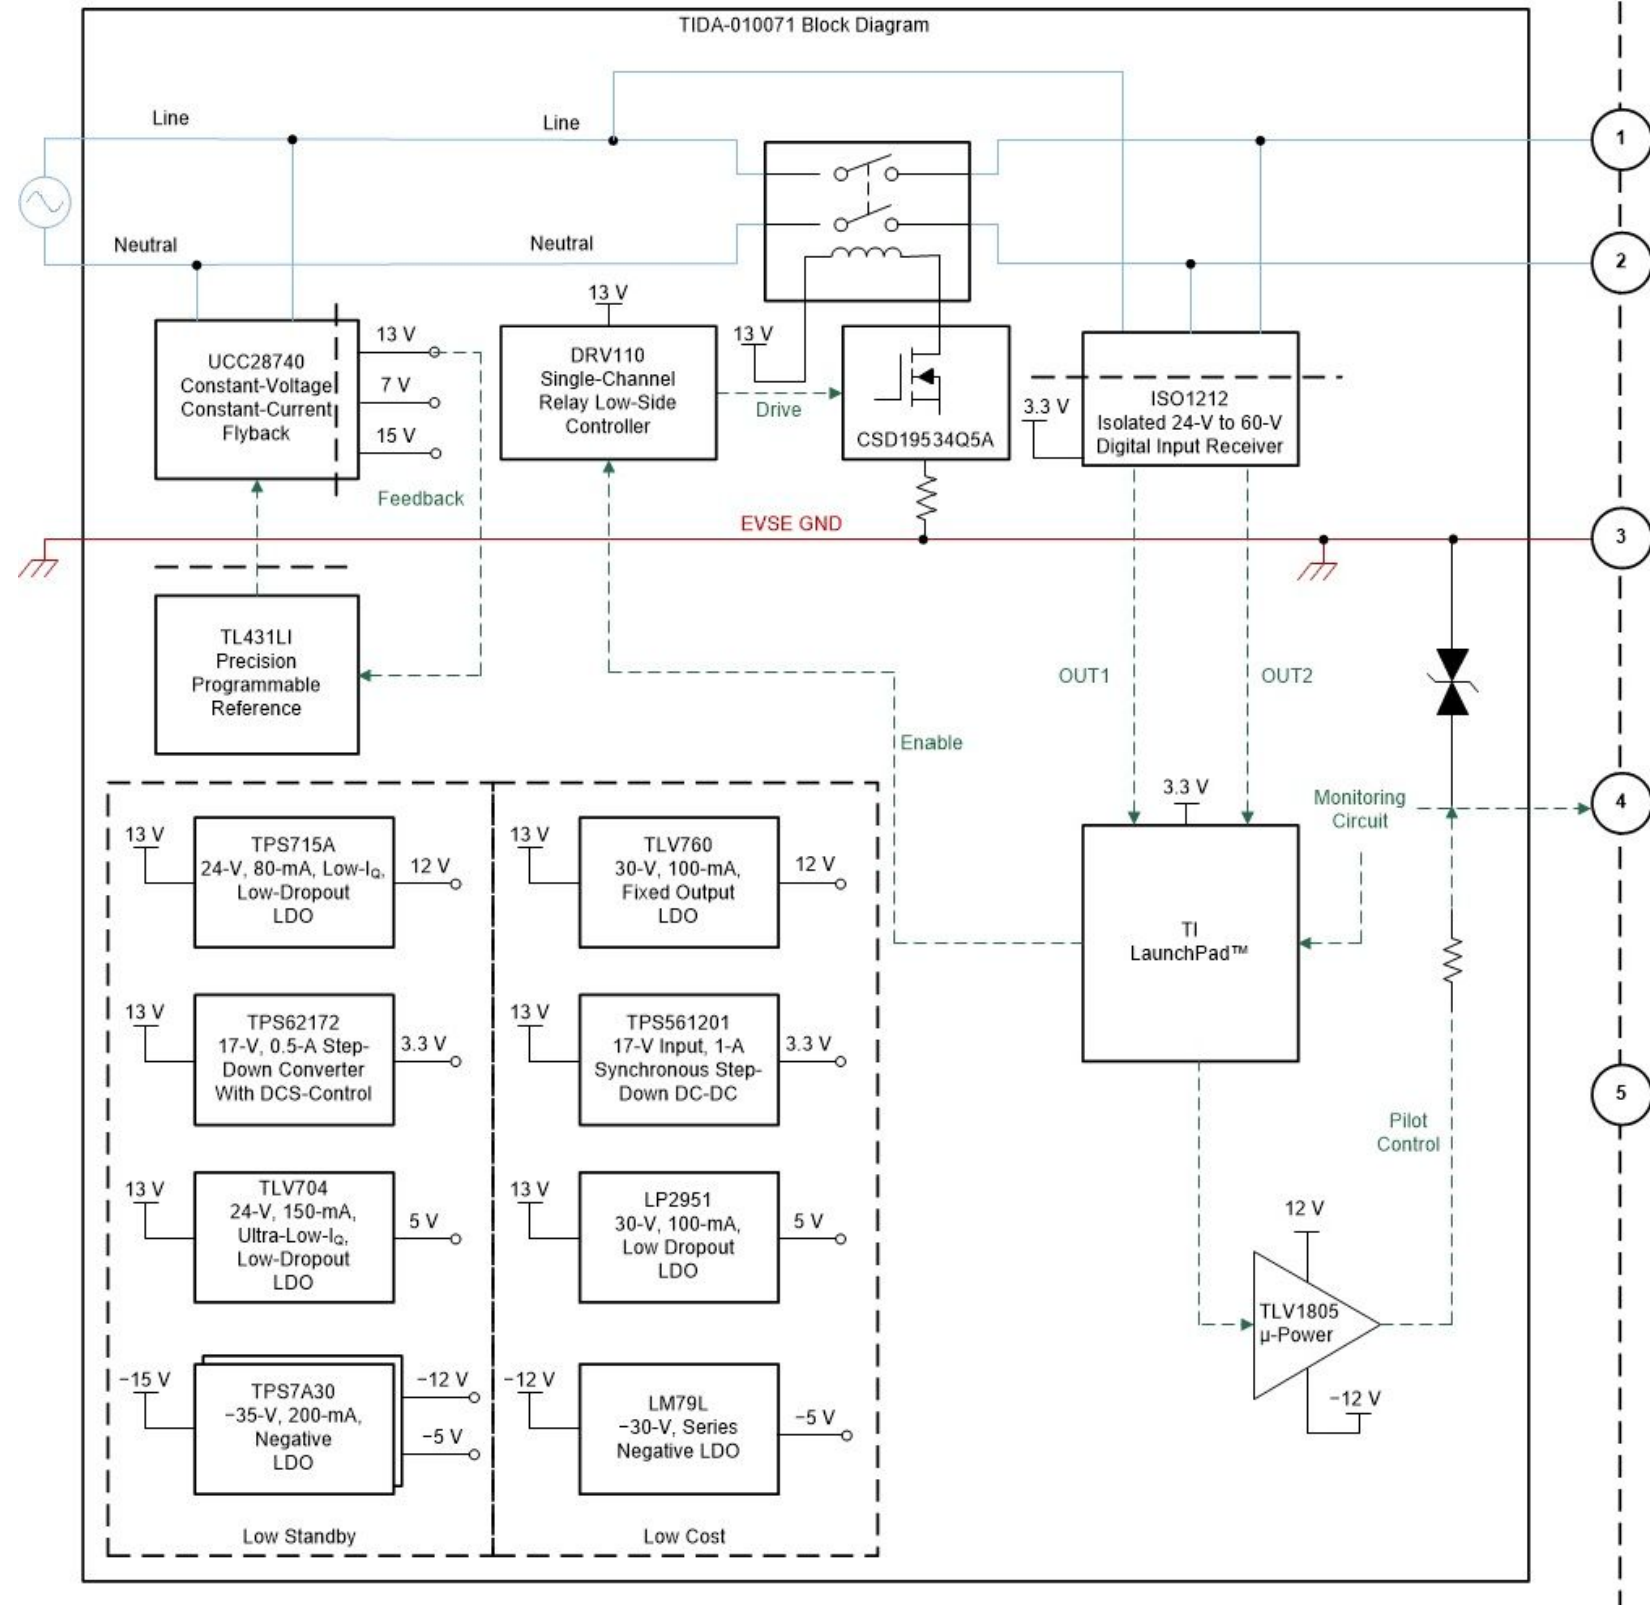 TIDA-010071 Block Diagram
Line
Line
1
Neutral
Neutral
2
13 V
UCC28740
Constant-Voltage
Constant-Current
Flyback
13 V
7 V
15 V
DRV110
Single-Channel
Relay Low-Side
Controller
13 V
Drive
CSD19534Q5A
3.3 V
ISO1212
Isolated 24-V to 60-V
Digital Input Receiver
Feedback
EVSE GND
3
TL431LI
Precision
Programmable
Reference
OUT1
OUT2
Enable
3.3 V
Monitoring
Circuit
4
TI
LaunchPad™
13 V
TPS715A
24-V, 80-mA, Low-IQ,
Low-Dropout
LDO
12 V
13 V
TLV760
30-V, 100-mA,
Fixed Output
LDO
12 V
13 V
TPS62172
17-V, 0.5-A Step-
Down Converter
With DCS-Control
3.3 V
13 V
TPS561201
17-V Input, 1-A
Synchronous Step-
Down DC-DC
3.3 V
5
Pilot
Control
13 V
TLV704
24-V, 150-mA,
Ultra-Low-IQ,
Low-Dropout
LDO
5 V
13 V
LP2951
30-V, 100-mA,
Low Dropout
LDO
5 V
12 V
TLV1805
µ-Power
−12 V
−15 V
TPS7A30
−35-V, 200-mA,
Negative
LDO
−12 V
−5 V
−12 V
LM79L
−30-V, Series
Negative LDO
−5 V
Low Standby
Low Cost